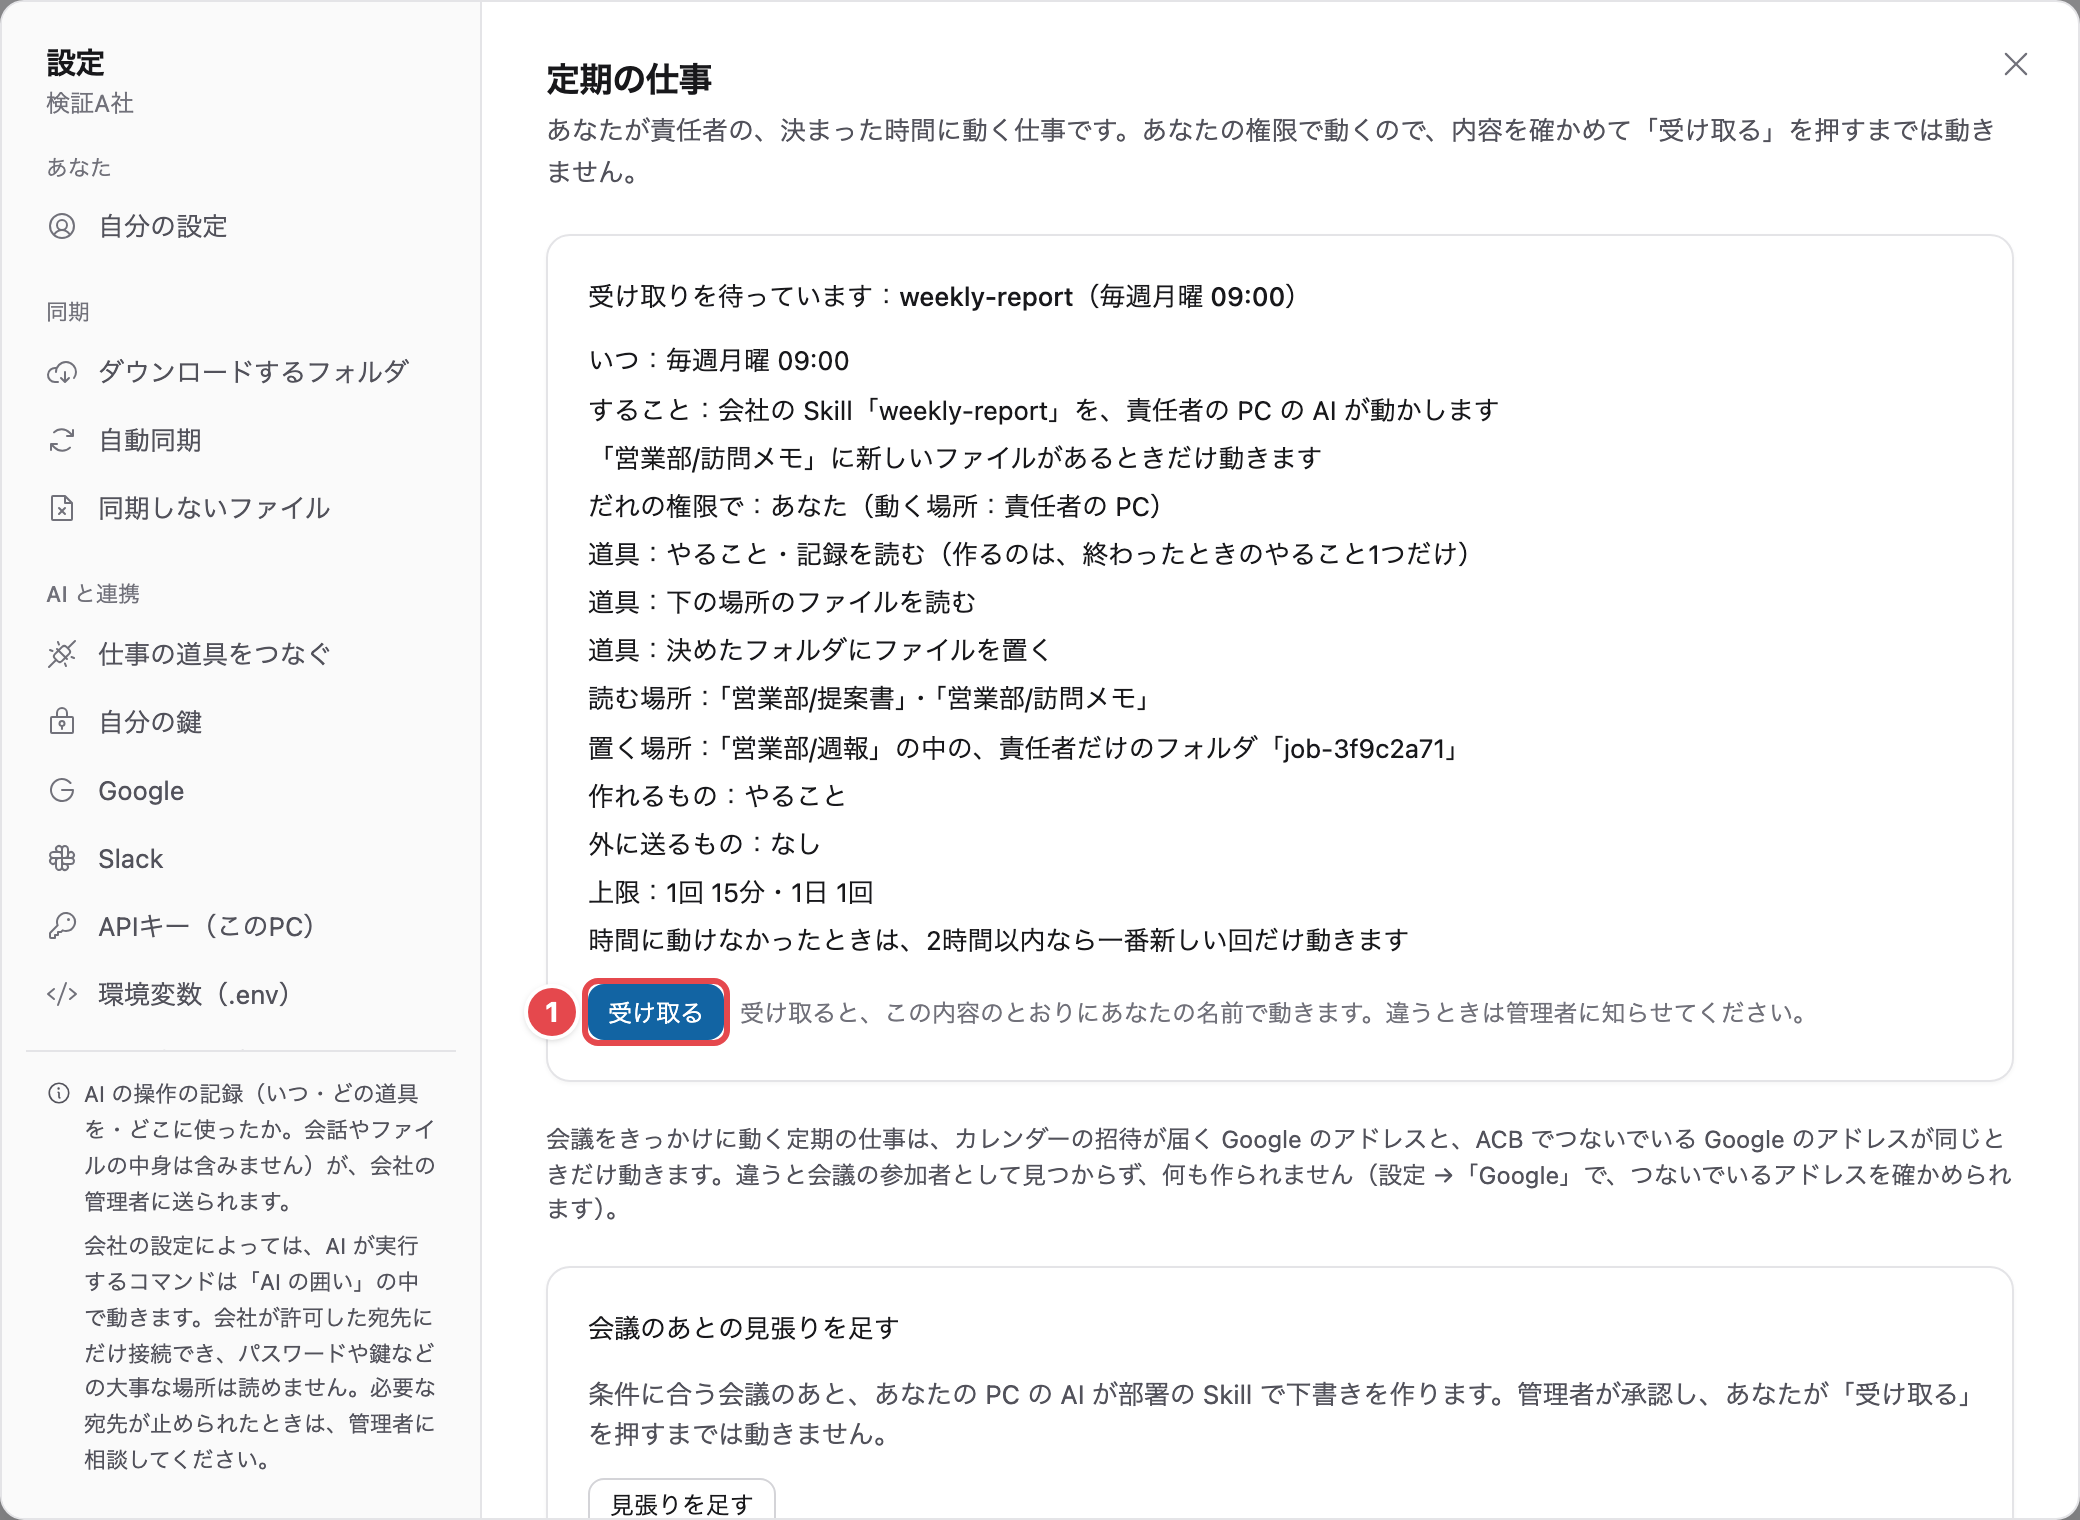 設定
検証A社
あなた
自分の設定
同期
ダウンロードするフォルダ
自動同期
同期しないファイル
AI と連携
仕事の道具をつなぐ
自分の鍵
Google
Slack
APIキー（このPC）
環境変数（.env）
AI の操作の記録（いつ・どの道具
を・どこに使ったか。会話やファイ
ルの中身は含みません）が、会社の
管理者に送られます。
会社の設定によっては、AI が実行
するコマンドは「AI の囲い」の中
で動きます。会社が許可した宛先に
だけ接続でき、パスワードや鍵など
の大事な場所は読めません。必要な
宛先が止められたときは、管理者に
相談してください。
定期の仕事
あなたが責任者の、決まった時間に動く仕事です。あなたの権限で動くので、内容を確かめて「受け取る」を押すまでは動き
ません。
受け取りを待っています：weekly-report（毎週月曜 09:00）
いつ：毎週月曜 09:00
すること：会社の Skill「weekly-report」を、責任者の PC の AI が動かします
「営業部/訪問メモ」に新しいファイルがあるときだけ動きます
だれの権限で：あなた（動く場所：責任者の PC）
道具：やること・記録を読む（作るのは、終わったときのやること1つだけ）
道具：下の場所のファイルを読む
道具：決めたフォルダにファイルを置く
読む場所：「営業部/提案書」・「営業部/訪問メモ」
置く場所：「営業部/週報」の中の、責任者だけのフォルダ「job-3f9c2a71」
作れるもの：やること
外に送るもの：なし
上限：1回 15分・1日 1回
時間に動けなかったときは、2時間以内なら一番新しい回だけ動きます
1 受け取る 受け取ると、この内容のとおりにあなたの名前で動きます。違うときは管理者に知らせてください。
会議をきっかけに動く定期の仕事は、カレンダーの招待が届く Google のアドレスと、ACB でつないでいる Google のアドレスが同じと
きだけ動きます。違うと会議の参加者として見つからず、何も作られません（設定 →「Google」で、つないでいるアドレスを確かめられ
ます）。
会議のあとの見張りを足す
条件に合う会議のあと、あなたの PC の AI が部署の Skill で下書きを作ります。管理者が承認し、あなたが「受け取る」
を押すまでは動きません。
見張りを足す